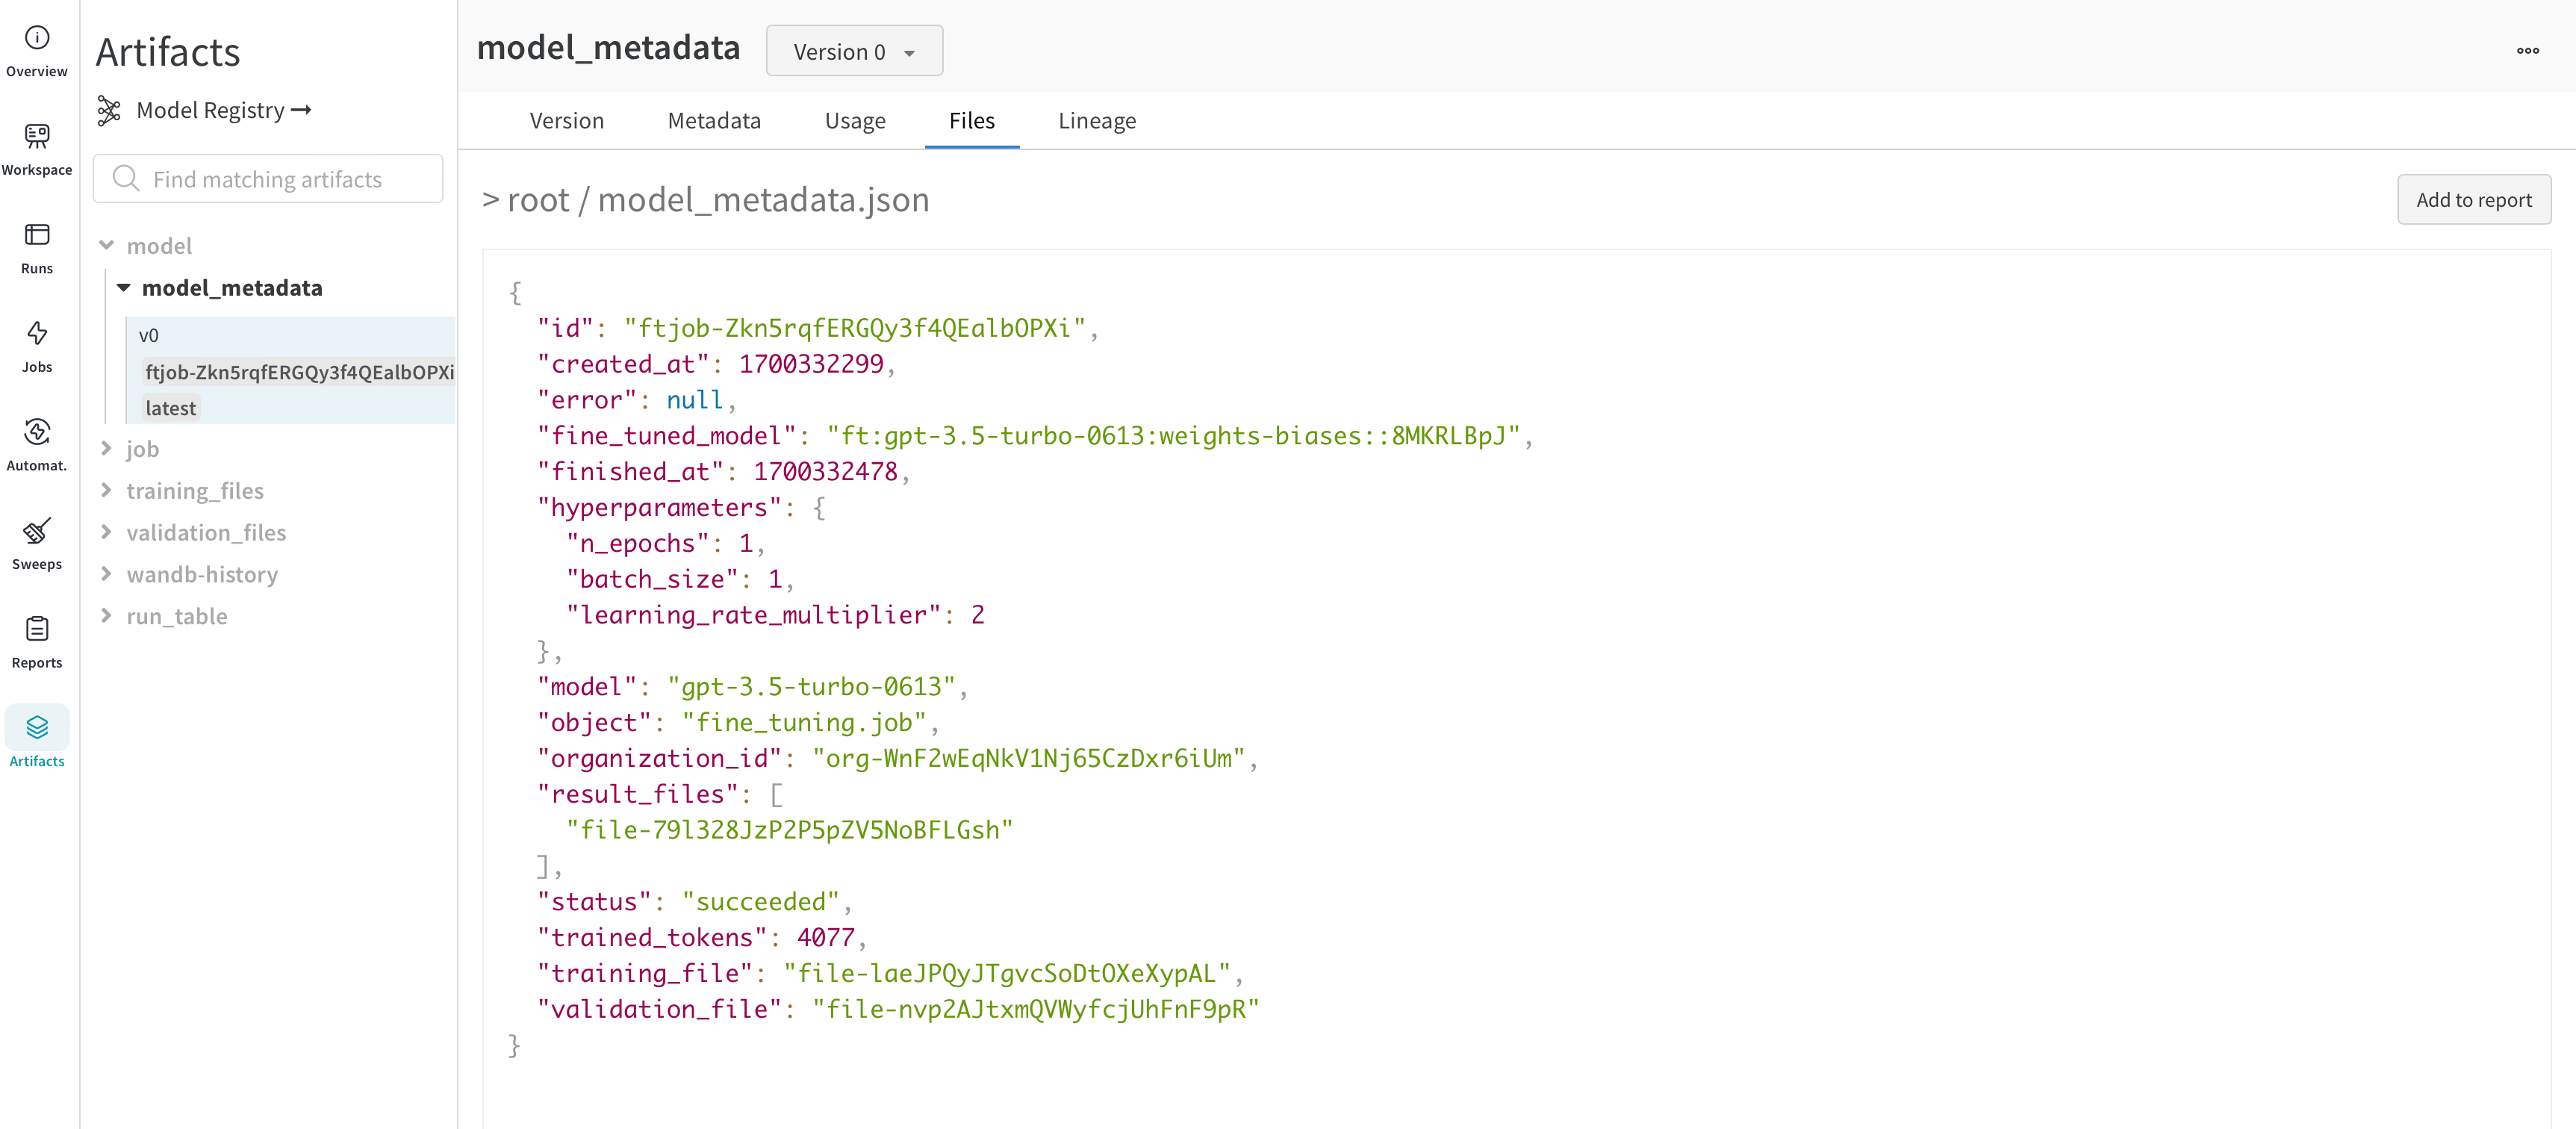 Overview
Workspace
Runs
Jobs
Automat.
Sweeps
Reports
Artifacts
Artifacts
Model Registry→
Find matching artifacts
model
model_metadata
v0
ftjob-Zkn5rqfERGQy3f4QEalbOPXi
latest
job
training_files
validation_files
wandb-history
run_table
model_metadata Version 0
Version Metadata Usage Files Lineage
> root / model_metadata.json Add to report
{
  "id": "ftjob-Zkn5rqfERGQy3f4QEalbOPXi",
  "created_at": 1700332299,
  "error": null,
  "fine_tuned_model": "ft:gpt-3.5-turbo-0613:weights-biases::8MKRLBpJ",
  "finished_at": 1700332478,
  "hyperparameters": {
    "n_epochs": 1,
    "batch_size": 1,
    "learning_rate_multiplier": 2
  },
  "model": "gpt-3.5-turbo-0613",
  "object": "fine_tuning.job",
  "organization_id": "org-WnF2wEqNkV1Nj65CzDxr6iUm",
  "result_files": [
    "file-79l328JzP2P5pZV5NoBFLGsh"
  ],
  "status": "succeeded",
  "trained_tokens": 4077,
  "training_file": "file-laeJPQyJTgvcSoDtOXeXypAL",
  "validation_file": "file-nvp2AJtxmQVWyfcjUhFnF9pR"
}